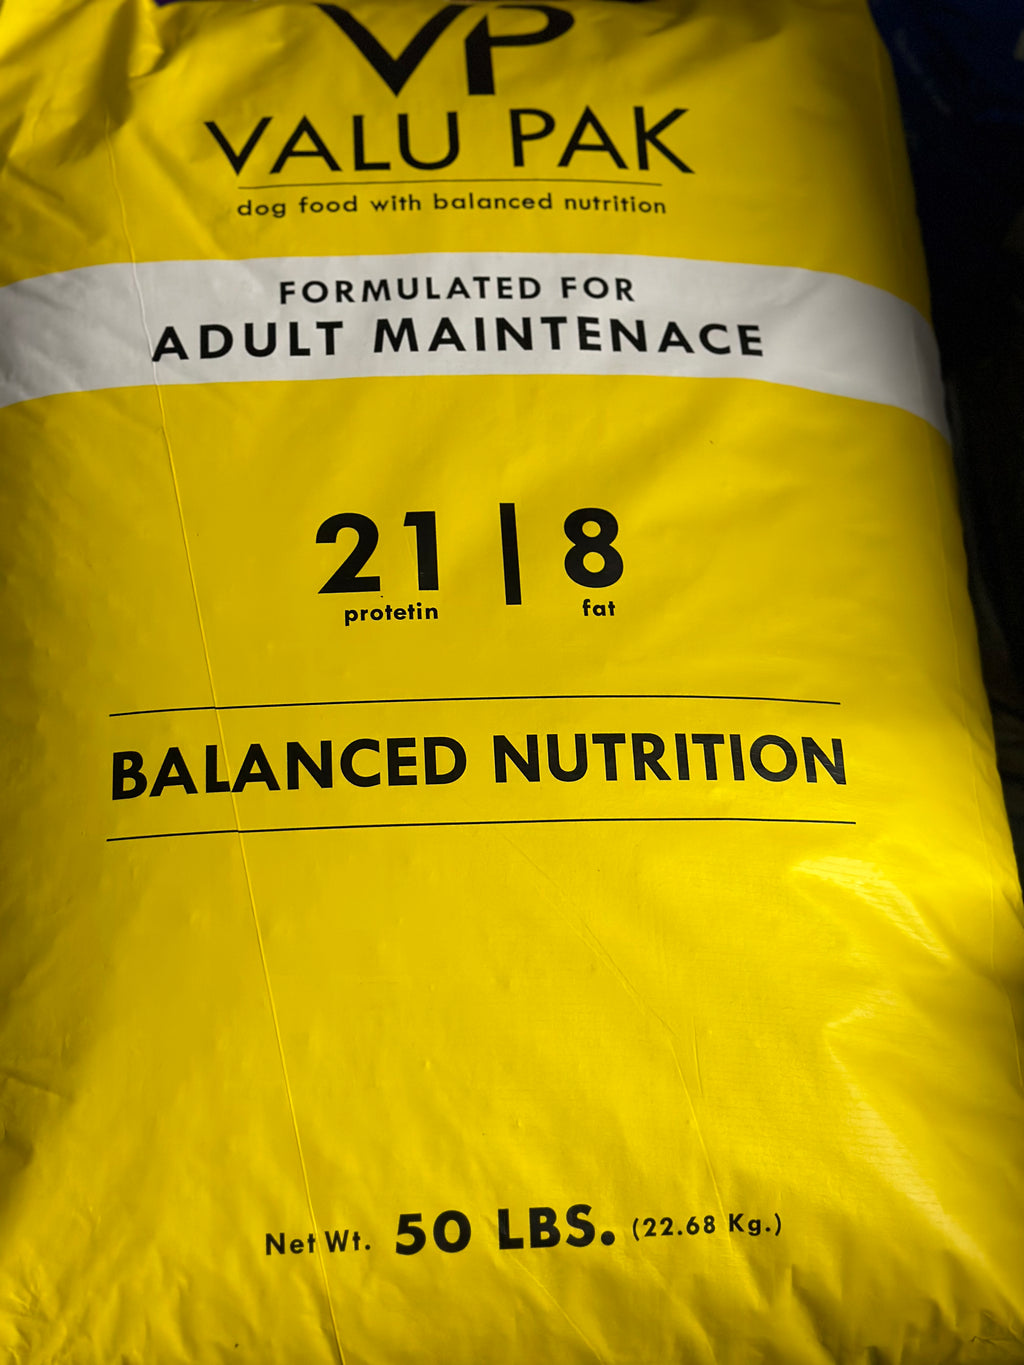 VP
VALU PAK
dog food with balanced nutrition
FORMULATED FOR
ADULT MAINTENACE
21 | 8
protetin fat
BALANCED NUTRITION
Net Wt. 50 LBS. (22.68 Kg.)